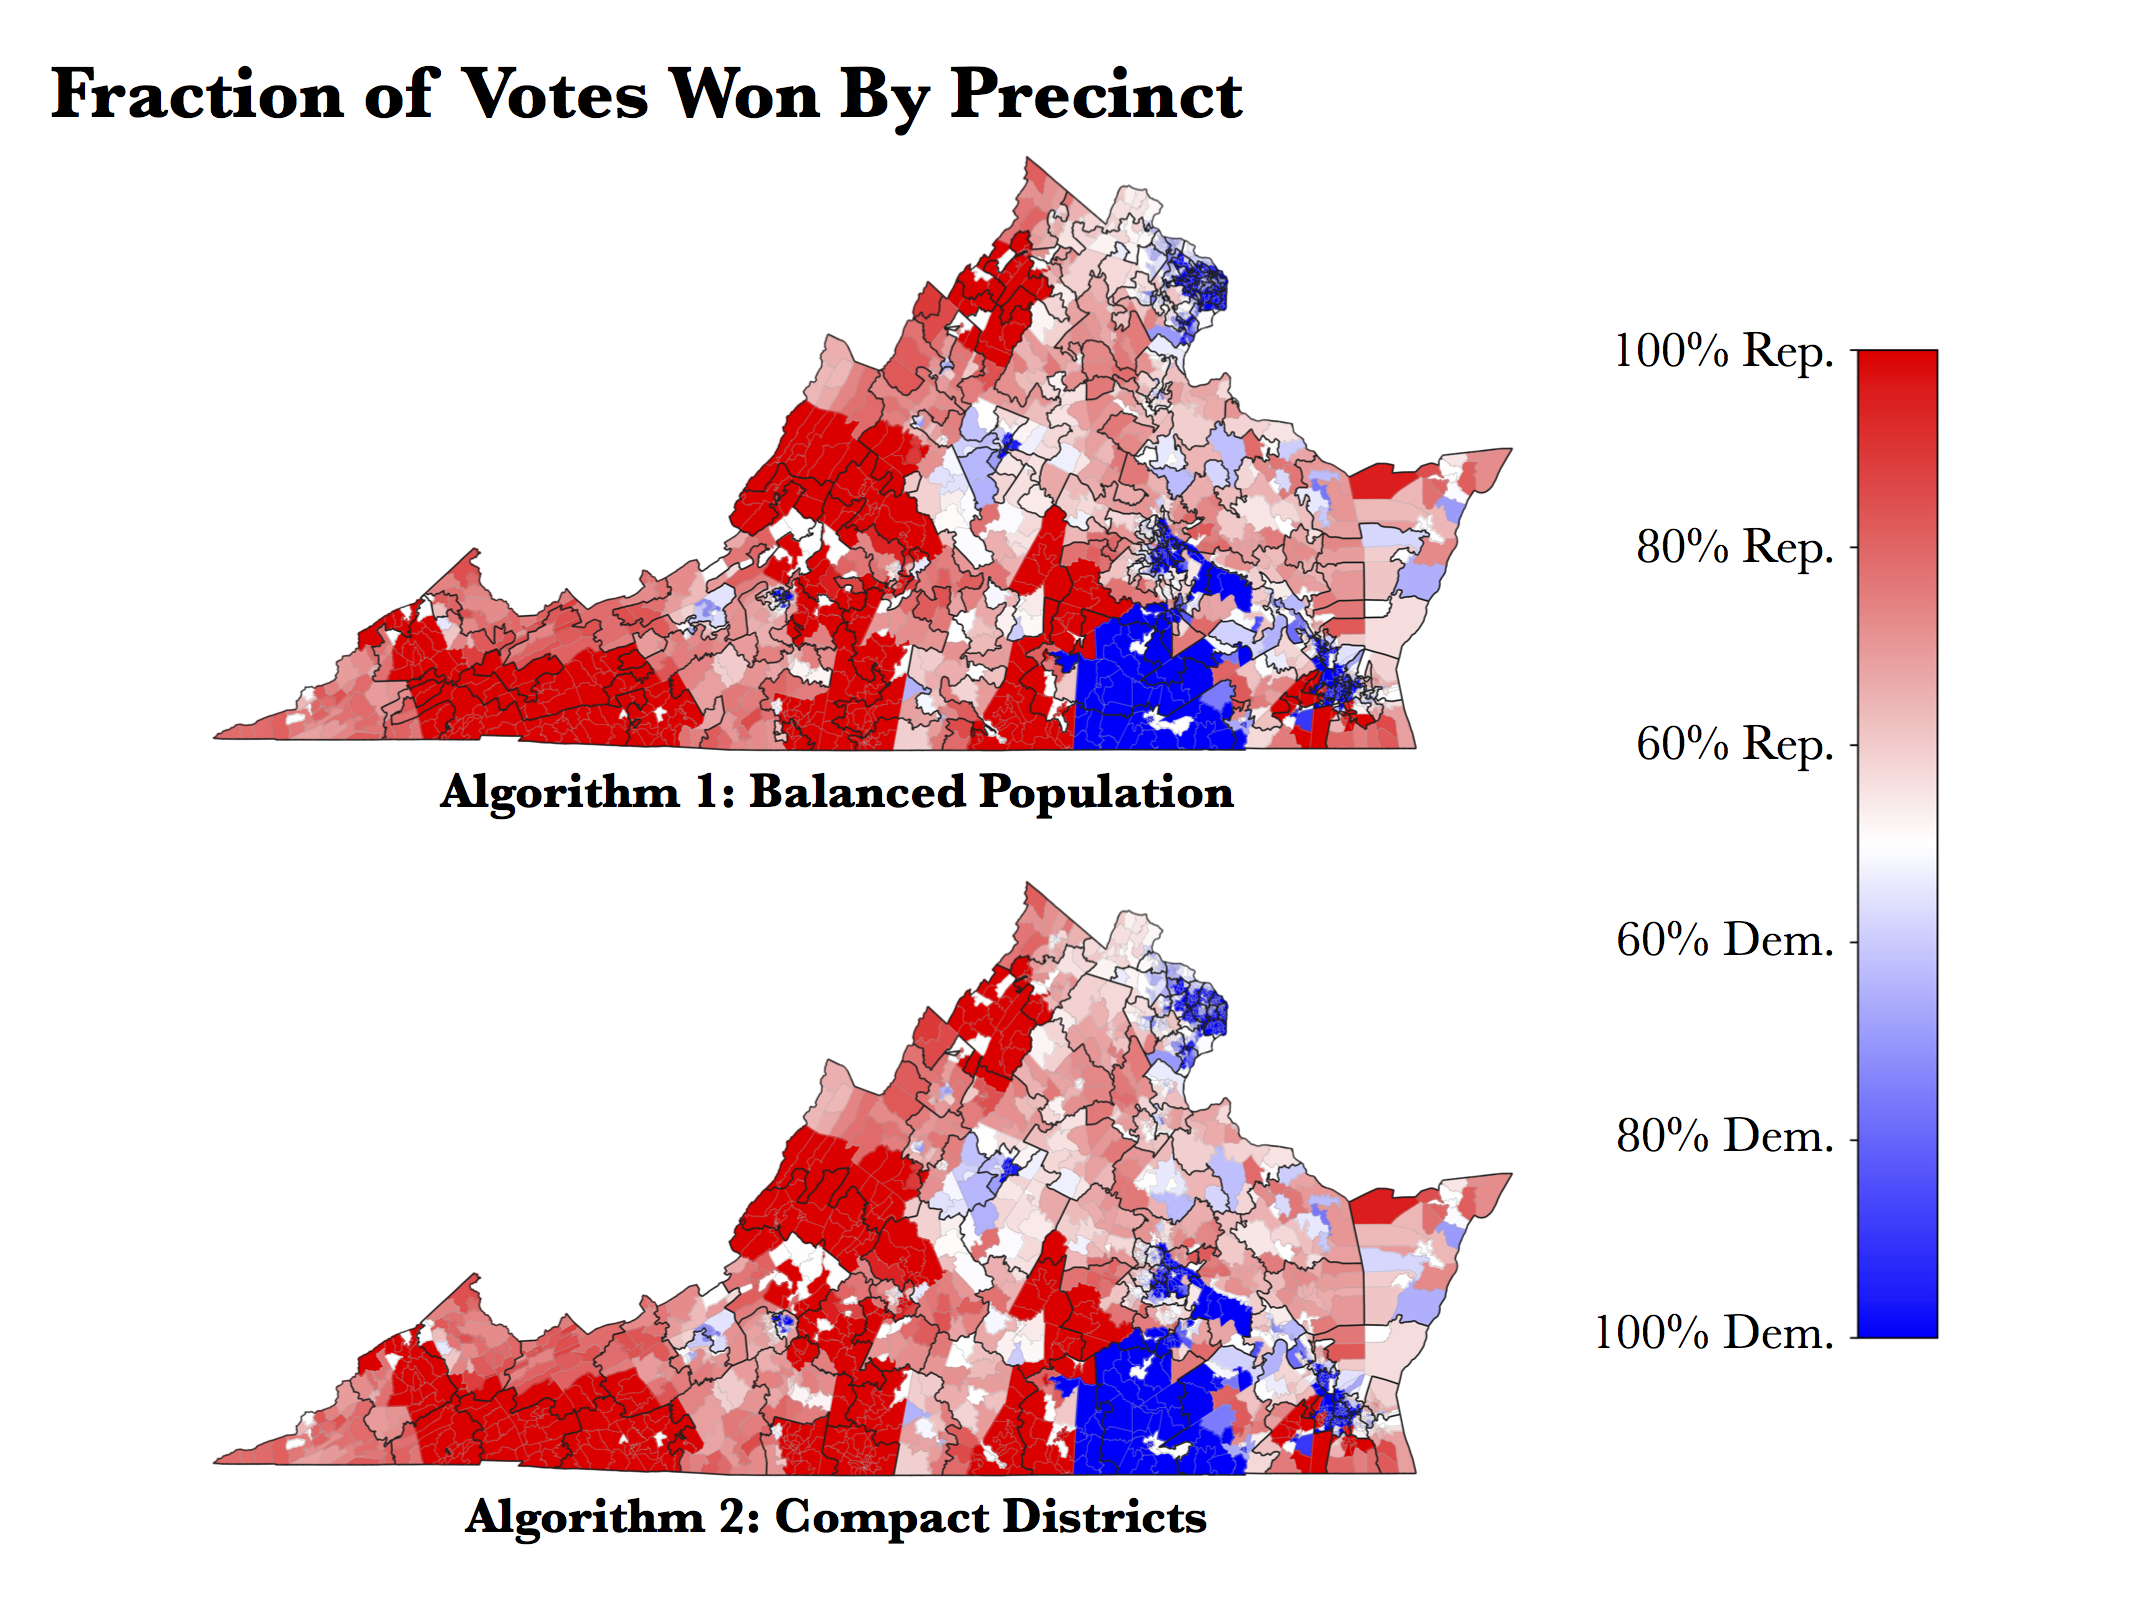 Fraction of Votes Won By Precinct
Algorithm 1: Balanced Population
100% Rep.
80% Rep.
60% Rep.
60% Dem.
80% Dem.
100% Dem.
Algorithm 2: Compact Districts